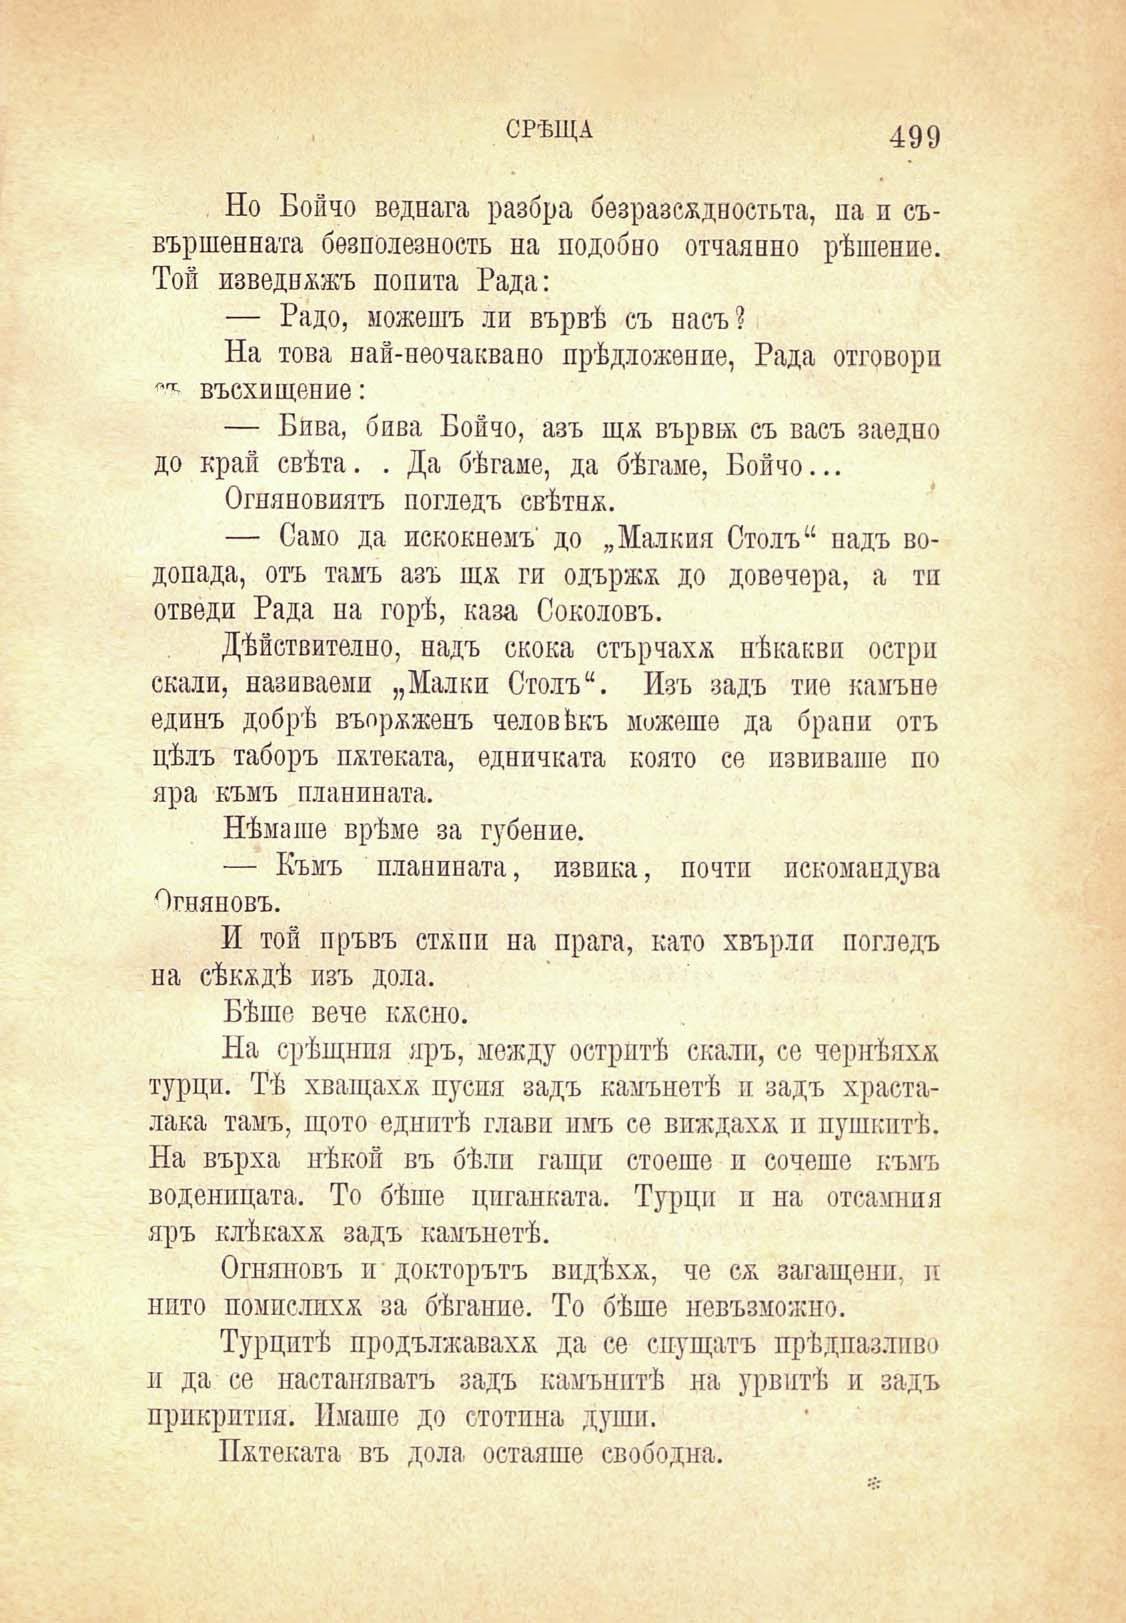 СРѢЩА
499
Но Бойчо веднага разбра безразсѫдностьта, па и съ-
вършенната безполезность на подобно отчаянно рѣшение.
Той изведнѫжъ попита Рада:
— Радо, можешъ ли вървѣ съ насъ?
На това най-неочаквано прѣдложение, Рада отговори
съ въсхищение:
— Бива, бива Бойчо, азъ щѫ вървѭ съ васъ заедно
до край свѣта. . Да бѣгаме, да бѣгаме, Бойчо...
Огняновиятъ погледъ свѣтнѫ.
— Само да искокнемъ до „Малкия Столъ“ надъ во-
допада, отъ тамъ азъ щѫ ги одържѫ до довечера, а ти
отведи Рада на горѣ, каза Соколовъ.
Дѣйствително, надъ скока стърчахѫ нѣкакви остри
скали, називаеми „Малки Столъ“. Изъ задъ тие камъне
единъ добрѣ въорѫженъ человѣкъ можеше да брани отъ
цѣлъ таборъ пѫтеката, едничката която се извиваше по
яра къмъ планината.
Нѣмаше врѣме за губение.
— Къмъ планината, извика, почти искомандува
Огняновъ.
И той пръвъ стѫпи на прага, като хвърли погледъ
на сѣкѫдѣ изъ дола.
Бѣше вече кѫсно.
На срѣщния яръ, между остритѣ скали, се чернѣяхѫ
турци. Тѣ хващахѫ пусия задъ камънетѣ и задъ храста-
лака тамъ, щото еднитѣ глави имъ се виждахѫ и пушкитѣ.
На върха нѣкой въ бѣли гащи стоеше и сочеше къмъ
воденицата. То бѣше циганката. Турци и на отсамния
яръ клѣкахѫ задъ камънетѣ.
Огняновъ и докторътъ видѣхѫ, че сѫ загащени, и
нито помислихѫ за бѣгание. То бѣше невъзможно.
Турцитѣ продължавахѫ да се спущатъ прѣдпазливо
и да се настаняватъ задъ камънитѣ на урвитѣ и задъ
прикрития. Имаше до стотина души.
Пѫтеката въ дола остаяше свободна.
*